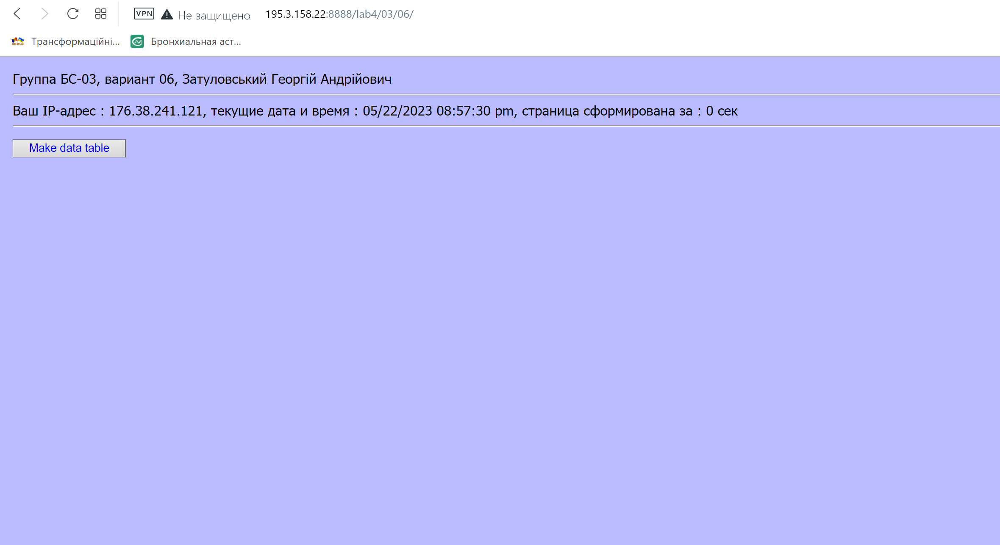 VPN Не защищено 195.3.158.22:8888/lab4/03/06/
Трансформаційні... Бронхиальная аст...
Группа БС-03, вариант 06, Затуловський Георгій Андрійович
Ваш IP-адрес : 176.38.241.121, текущие дата и время : 05/22/2023 08:57:30 pm, страница сформирована за : 0 сек
Make data table